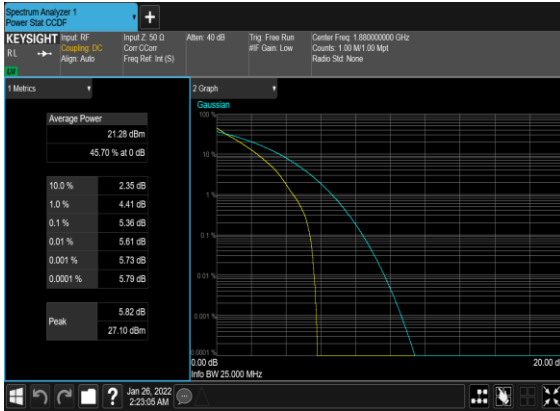 Spectrum Analyzer 1
Power Stat CCDF
KEYSIGHT
RL
Input: RF
Coupling: DC
Align: Auto
Input Z: 50 Ω
Corr CCorr
Freq Ref: Int (S)
Atten: 40 dB
Trig: Free Run
#IF Gain: Low
Center Freq: 1.880000000 GHz
Counts: 1.00 M/1.00 Mpt
Radio Std: None
1 Metrics
Average Power
21.28 dBm
45.70 % at 0 dB
10.0 % 2.35 dB
1.0 % 4.41 dB
0.1 % 5.36 dB
0.01 % 5.61 dB
0.001 % 5.73 dB
0.0001 % 5.79 dB
Peak
5.82 dB
27.10 dBm
2 Graph
Gaussian
100 %
10 %
1 %
0.1 %
0.01 %
0.001 %
0.0001 %
0.00 dB
20.00 d
Info BW 25.000 MHz
?
Jan 26, 2022
2:23:05 AM